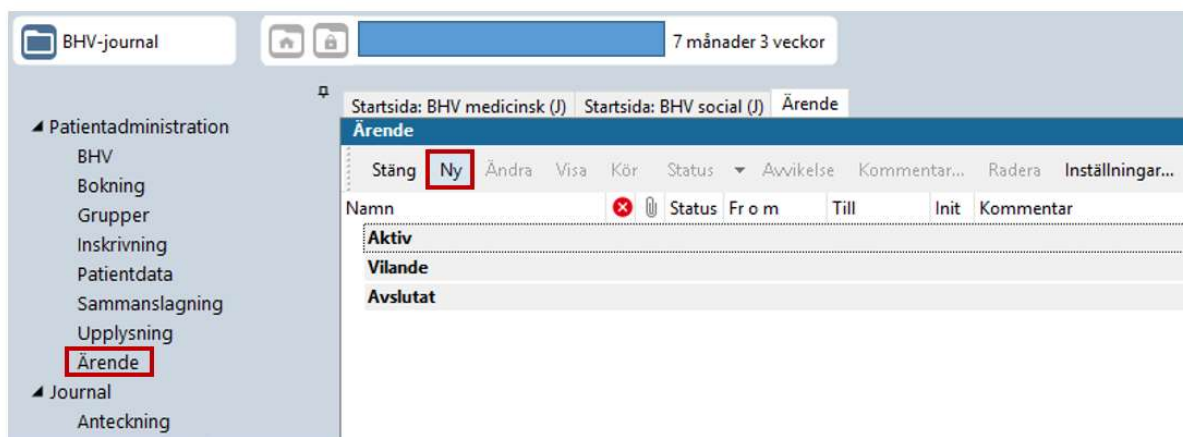 BHV-journal
7 månader 3 veckor
Startsida: BHV medicinsk (J) Startsida: BHV social (J) Ärende
Patientadministration
BHV
Bokning
Grupper
Inskrivning
Patientdata
Sammanslagning
Upplysning
Ärende
Journal
Anteckning
Ärende
Stäng Ny Ändra Visa Kör Status Avvikelse Kommentar... Radera Inställningar...
Namn Status Fr o m Till Init Kommentar
Aktiv
Vilande
Avslutat